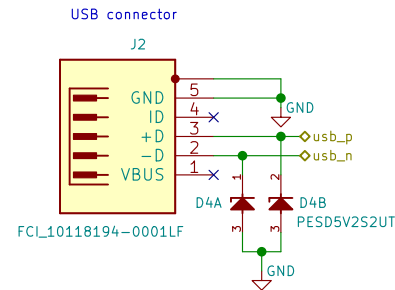 USB connector
J2
GND 5
ID 4
+D 3
-D 2
VBUS 1
GND
usb_p
usb_n
1 2
D4A D4B
PESD5V2S2UT
3 3
FCI_10118194-0001LF
GND